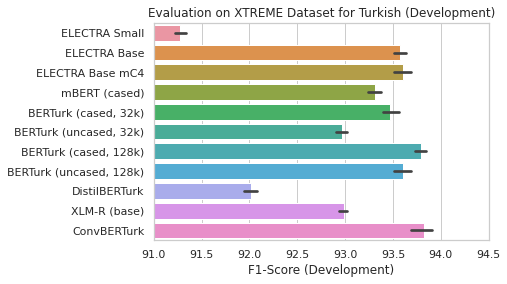 Evaluation on XTREME Dataset for Turkish (Development)
ELECTRA Small
ELECTRA Base
ELECTRA Base mC4
mBERT (cased)
BERTurk (cased, 32k)
BERTurk (uncased, 32k)
BERTurk (cased, 128k)
BERTurk (uncased, 128k)
DistilBERTurk
XLM-R (base)
ConvBERTurk
91.0 91.5 92.0 92.5 93.0 93.5 94.0 94.5
F1-Score (Development)